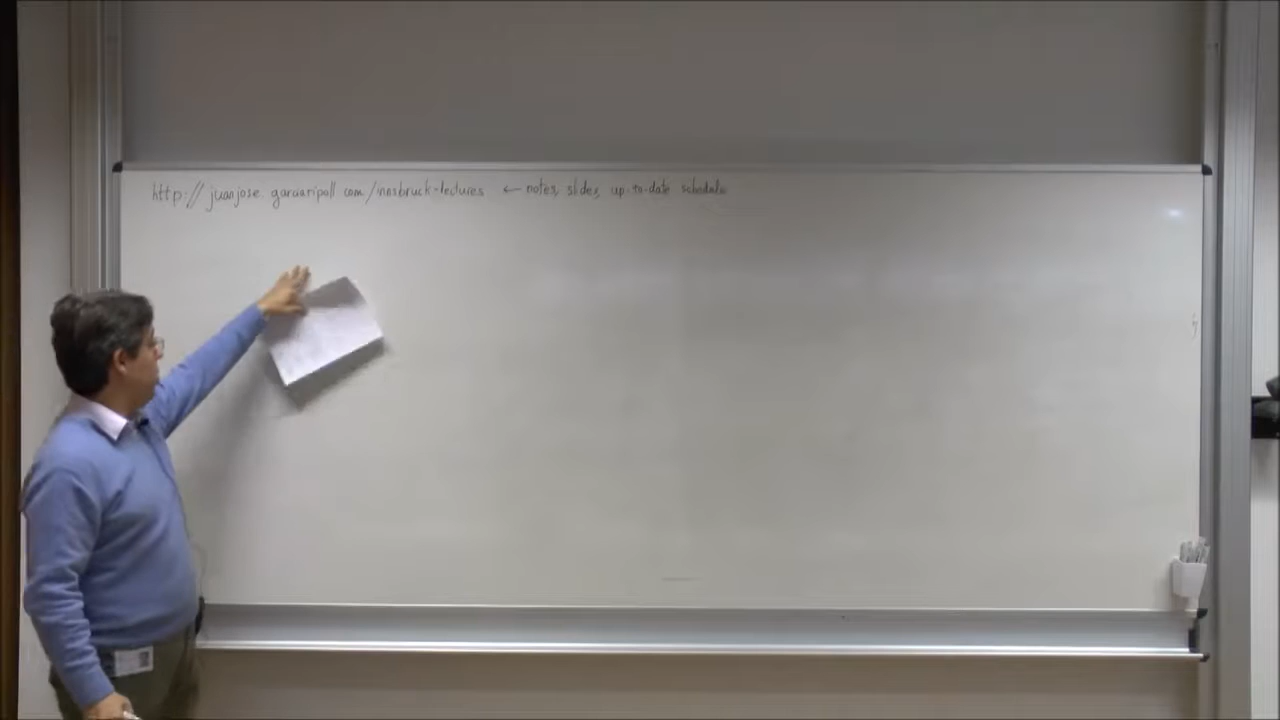 http:// juanjose.garciaripoll.com/innsbruck-lectures ← notes, slides, up-to-date schedule